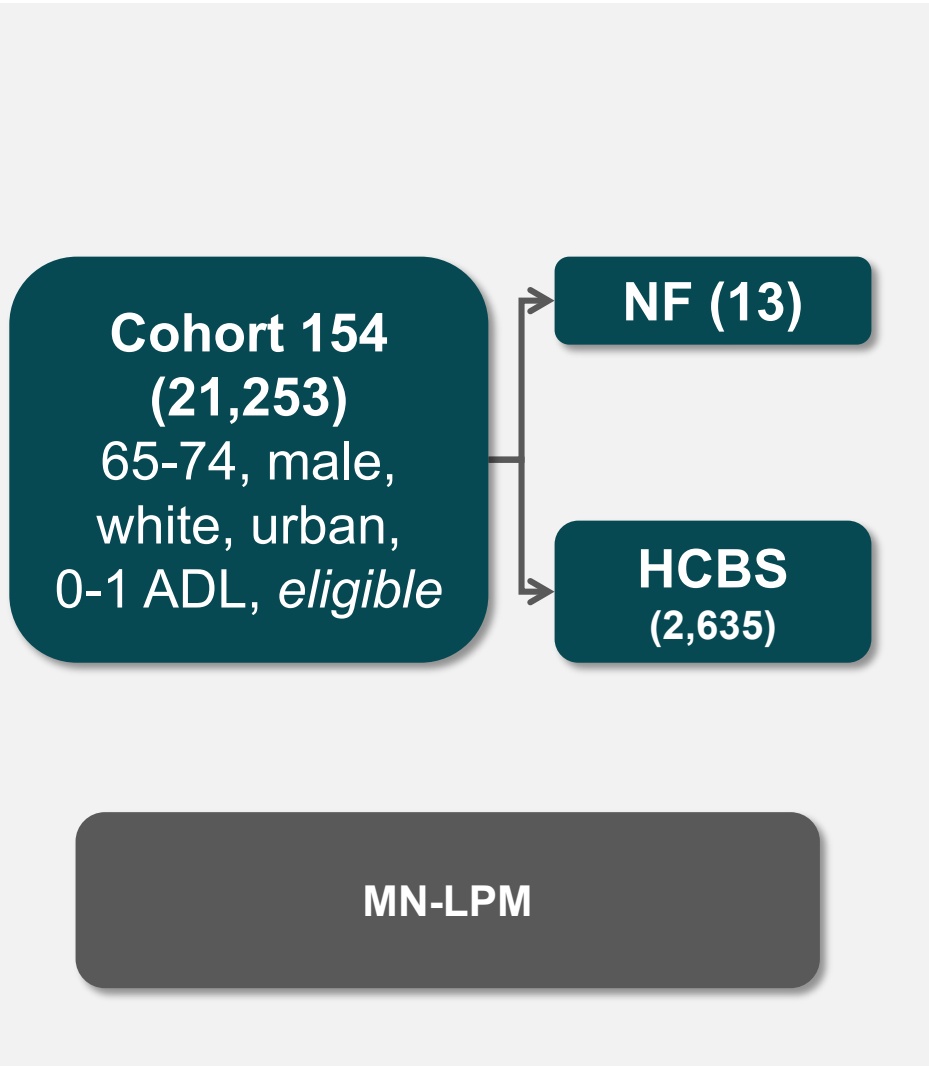 Cohort 154
(21,253)
65-74, male,
white, urban,
0-1 ADL, eligible
NF (13)
HCBS
(2,635)
MN-LPM